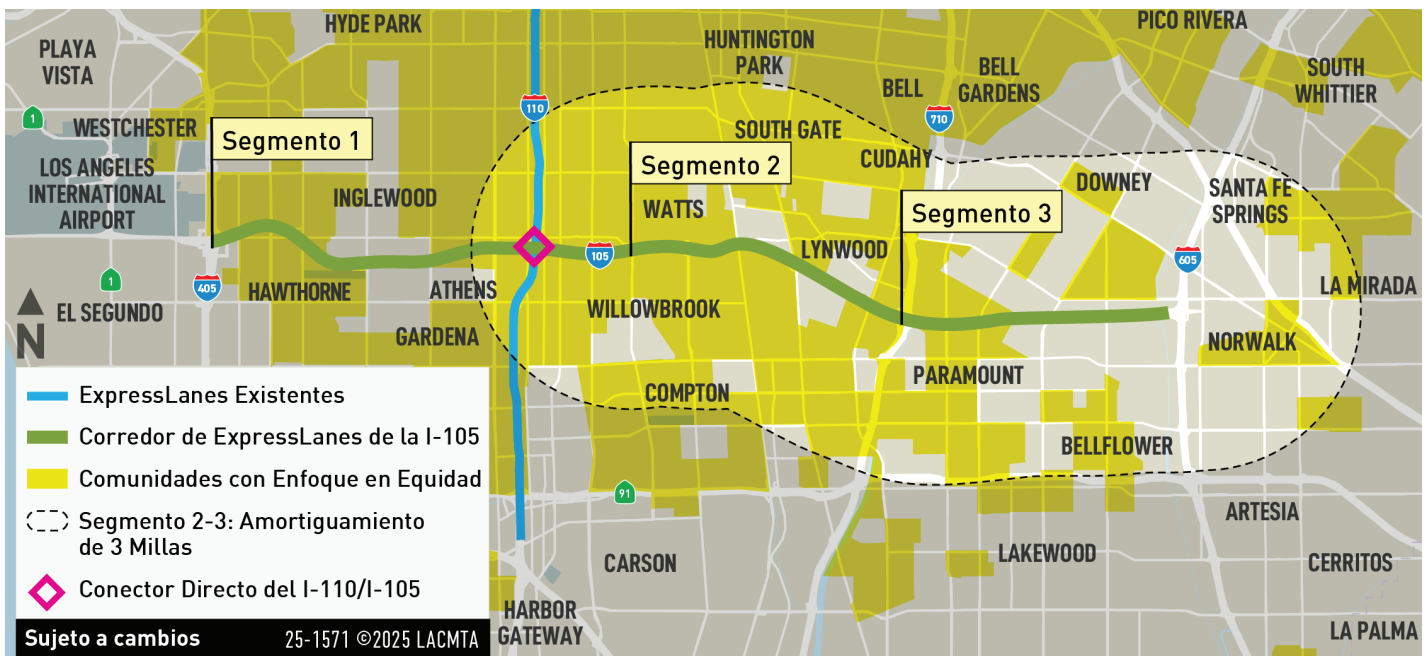 HYDE PARK
PICO RIVERA
PLAYA
VISTA
HUNTINGTON
PARK
BELL
BELL
GARDENS
SOUTH
WHITTIER
1
WESTCHESTER
110
710
SOUTH GATE
CUDAHY
Segmento 1
Segmento 2
Segmento 3
LOS ANGELES
INTERNATIONAL
AIRPORT
INGLEWOOD
WATTS
DOWNEY
SANTA FE
SPRINGS
LYNWOOD
105
605
1
405
HAWTHORNE
ATHENS
LA MIRADA
EL SEGUNDO
WILLOWBROOK
GARDENA
NORWALK
N
COMPTON
PARAMOUNT
BELLFLOWER
91
ARTESIA
CARSON
LAKEWOOD
CERRITOS
HARBOR
GATEWAY
LA PALMA
ExpressLanes Existentes
Corredor de ExpressLanes de la I-105
Comunidades con Enfoque en Equidad
Segmento 2-3: Amortiguamiento
de 3 Millas
Conector Directo del I-110/I-105
Sujeto a cambios
25-1571 ©2025 LACMTA